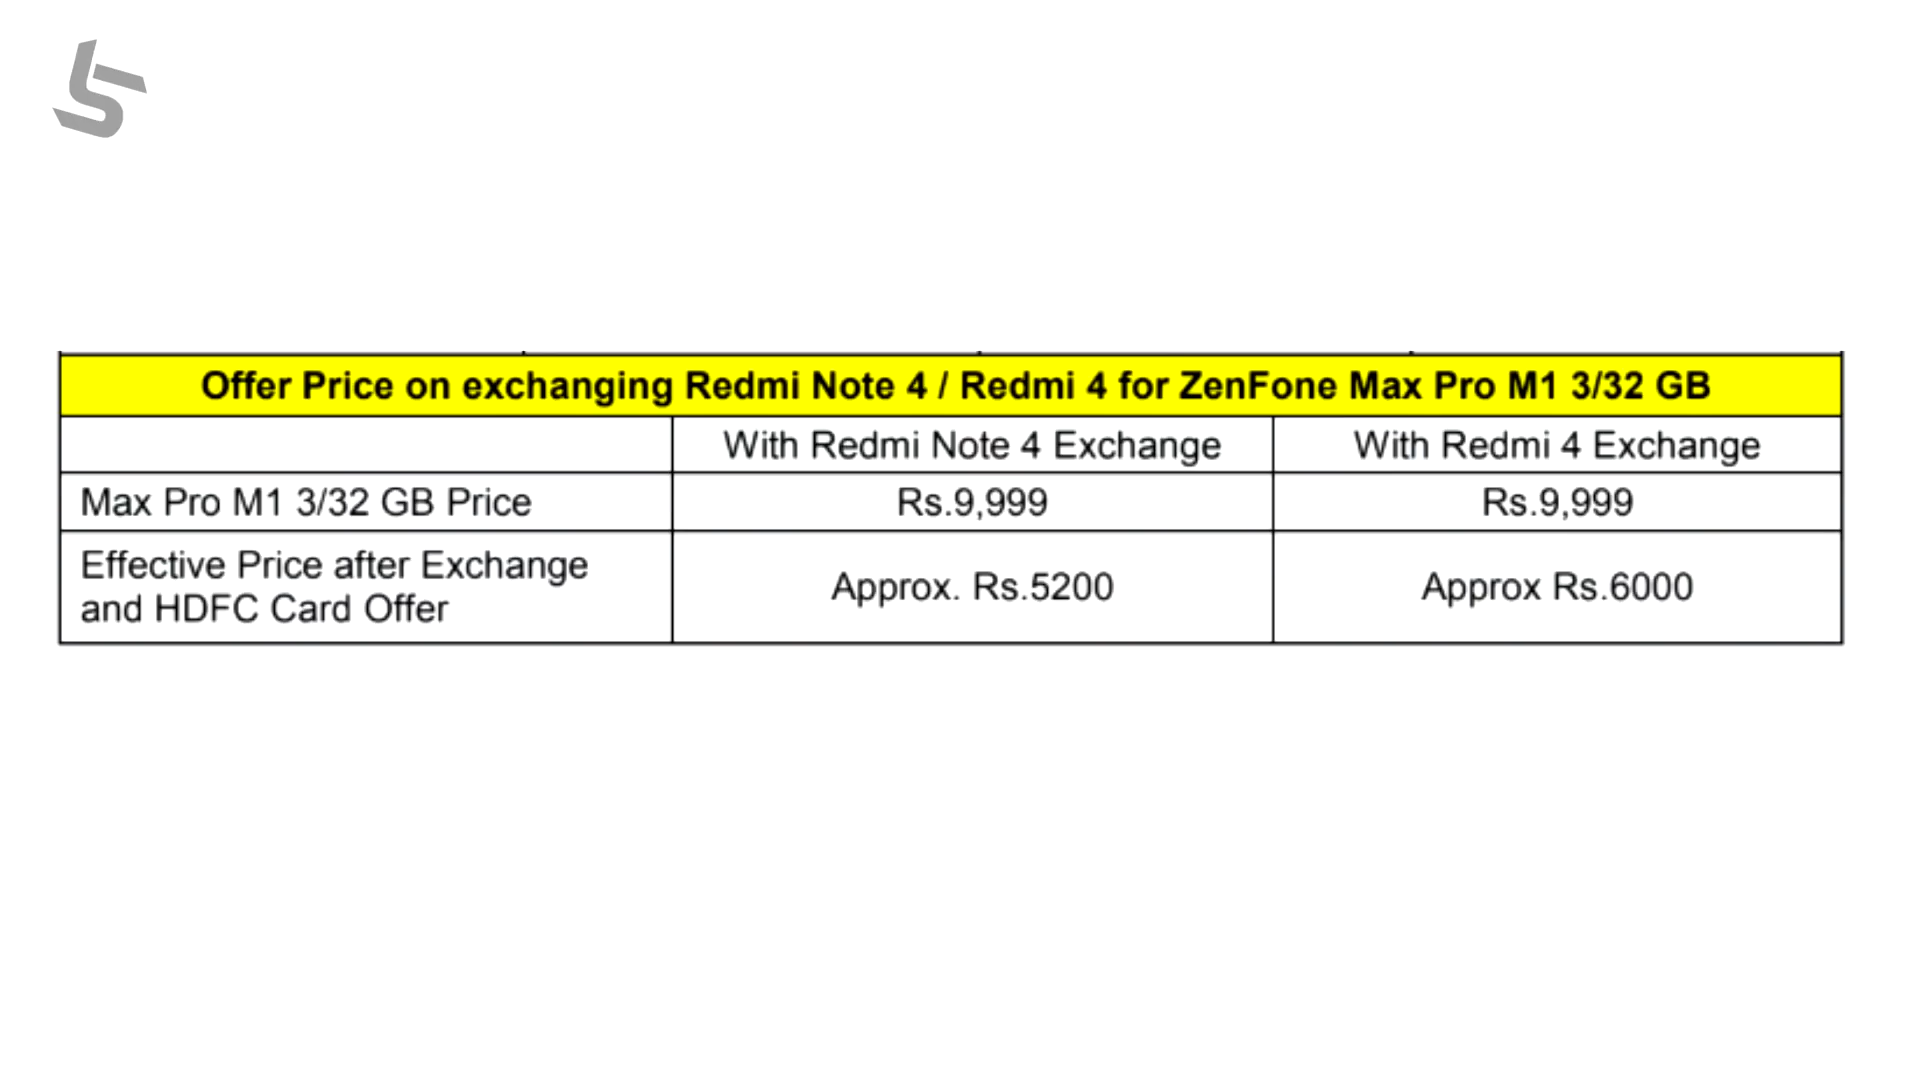 Offer Price on exchanging Redmi Note 4 / Redmi 4 for ZenFone Max Pro M1 3/32 GB
With Redmi Note 4 Exchange
With Redmi 4 Exchange
Max Pro M1 3/32 GB Price
Rs.9,999
Rs.9,999
Effective Price after Exchange
and HDFC Card Offer
Approx. Rs.5200
Approx Rs.6000